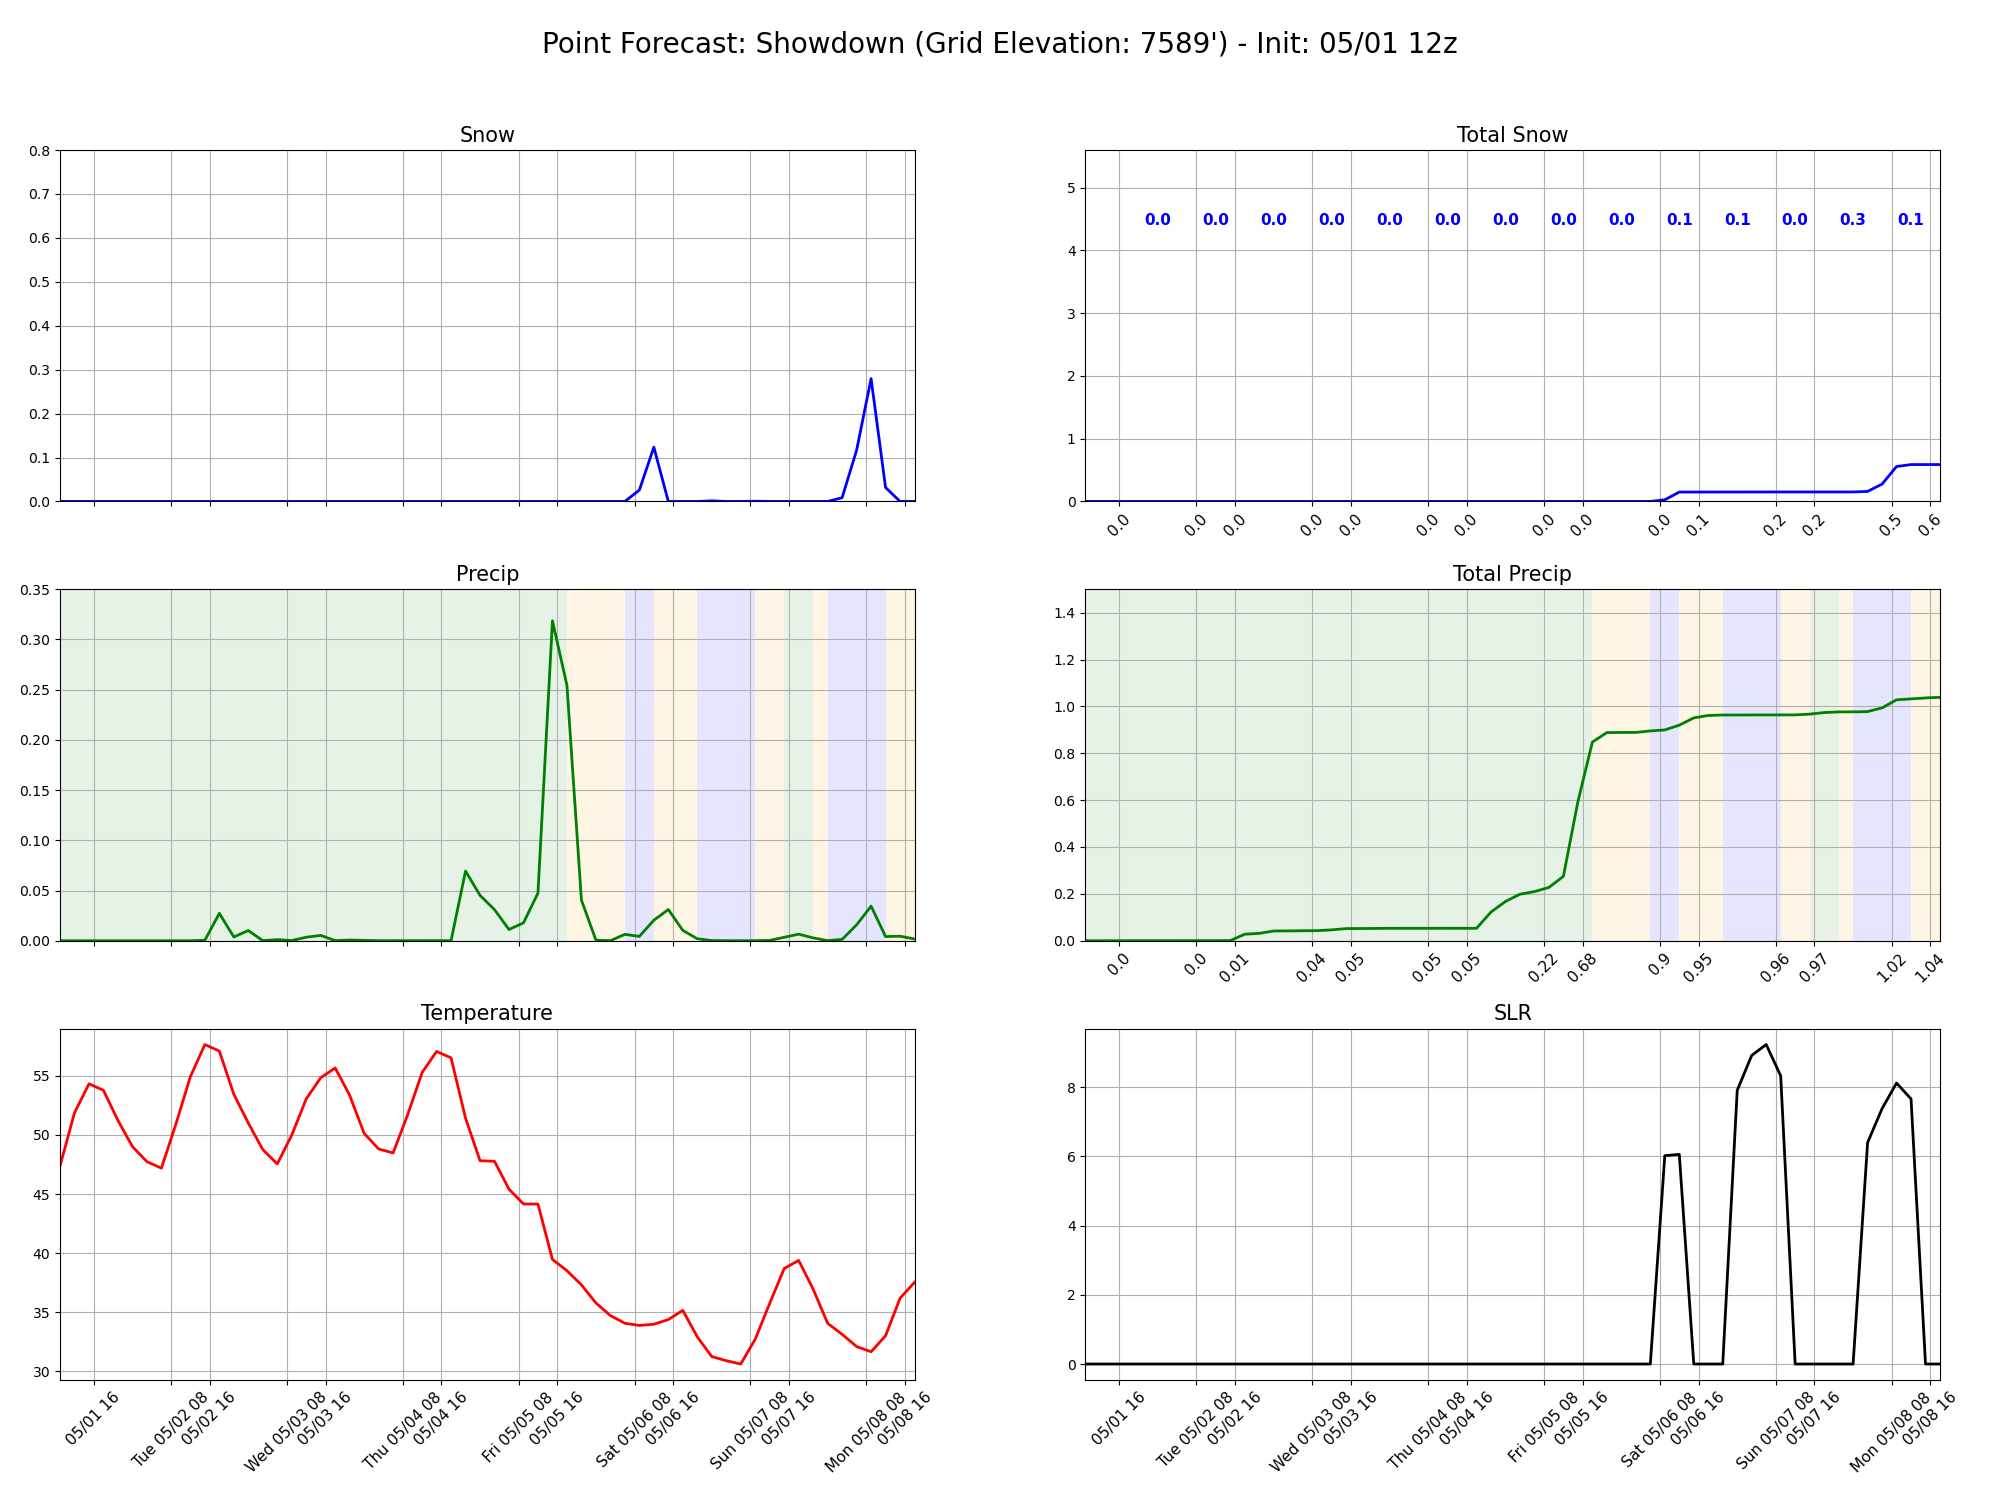 Point Forecast: Showdown (Grid Elevation: 7589') - Init: 05/01 12z
Snow
0.8
0.7
0.6
0.5
0.4
0.3
0.2
0.1
0.0
Total Snow
5
4
3
2
1
0
0.0 0.0 0.0 0.0 0.0 0.0 0.0 0.0 0.0 0.1 0.1 0.0 0.3 0.1
0.0 0.0 0.0 0.0 0.0 0.0 0.0 0.0 0.0 0.0 0.1 0.2 0.2 0.5 0.6
Precip
0.35
0.30
0.25
0.20
0.15
0.10
0.05
0.00
Total Precip
1.4
1.2
1.0
0.8
0.6
0.4
0.2
0.0
0.0 0.0 0.01 0.04 0.05 0.05 0.05 0.22 0.68 0.9 0.95 0.96 0.97 1.02 1.04
Temperature
55
50
45
40
35
30
05/01 16
Tue 05/02 08
05/02 16
Wed 05/03 08
05/03 16
Thu 05/04 08
05/04 16
Fri 05/05 08
05/05 16
Sat 05/06 08
05/06 16
Sun 05/07 08
05/07 16
Mon 05/08 08
05/08 16
SLR
8
6
4
2
0
05/01 16
Tue 05/02 08
05/02 16
Wed 05/03 08
05/03 16
Thu 05/04 08
05/04 16
Fri 05/05 08
05/05 16
Sat 05/06 08
05/06 16
Sun 05/07 08
05/07 16
Mon 05/08 08
05/08 16